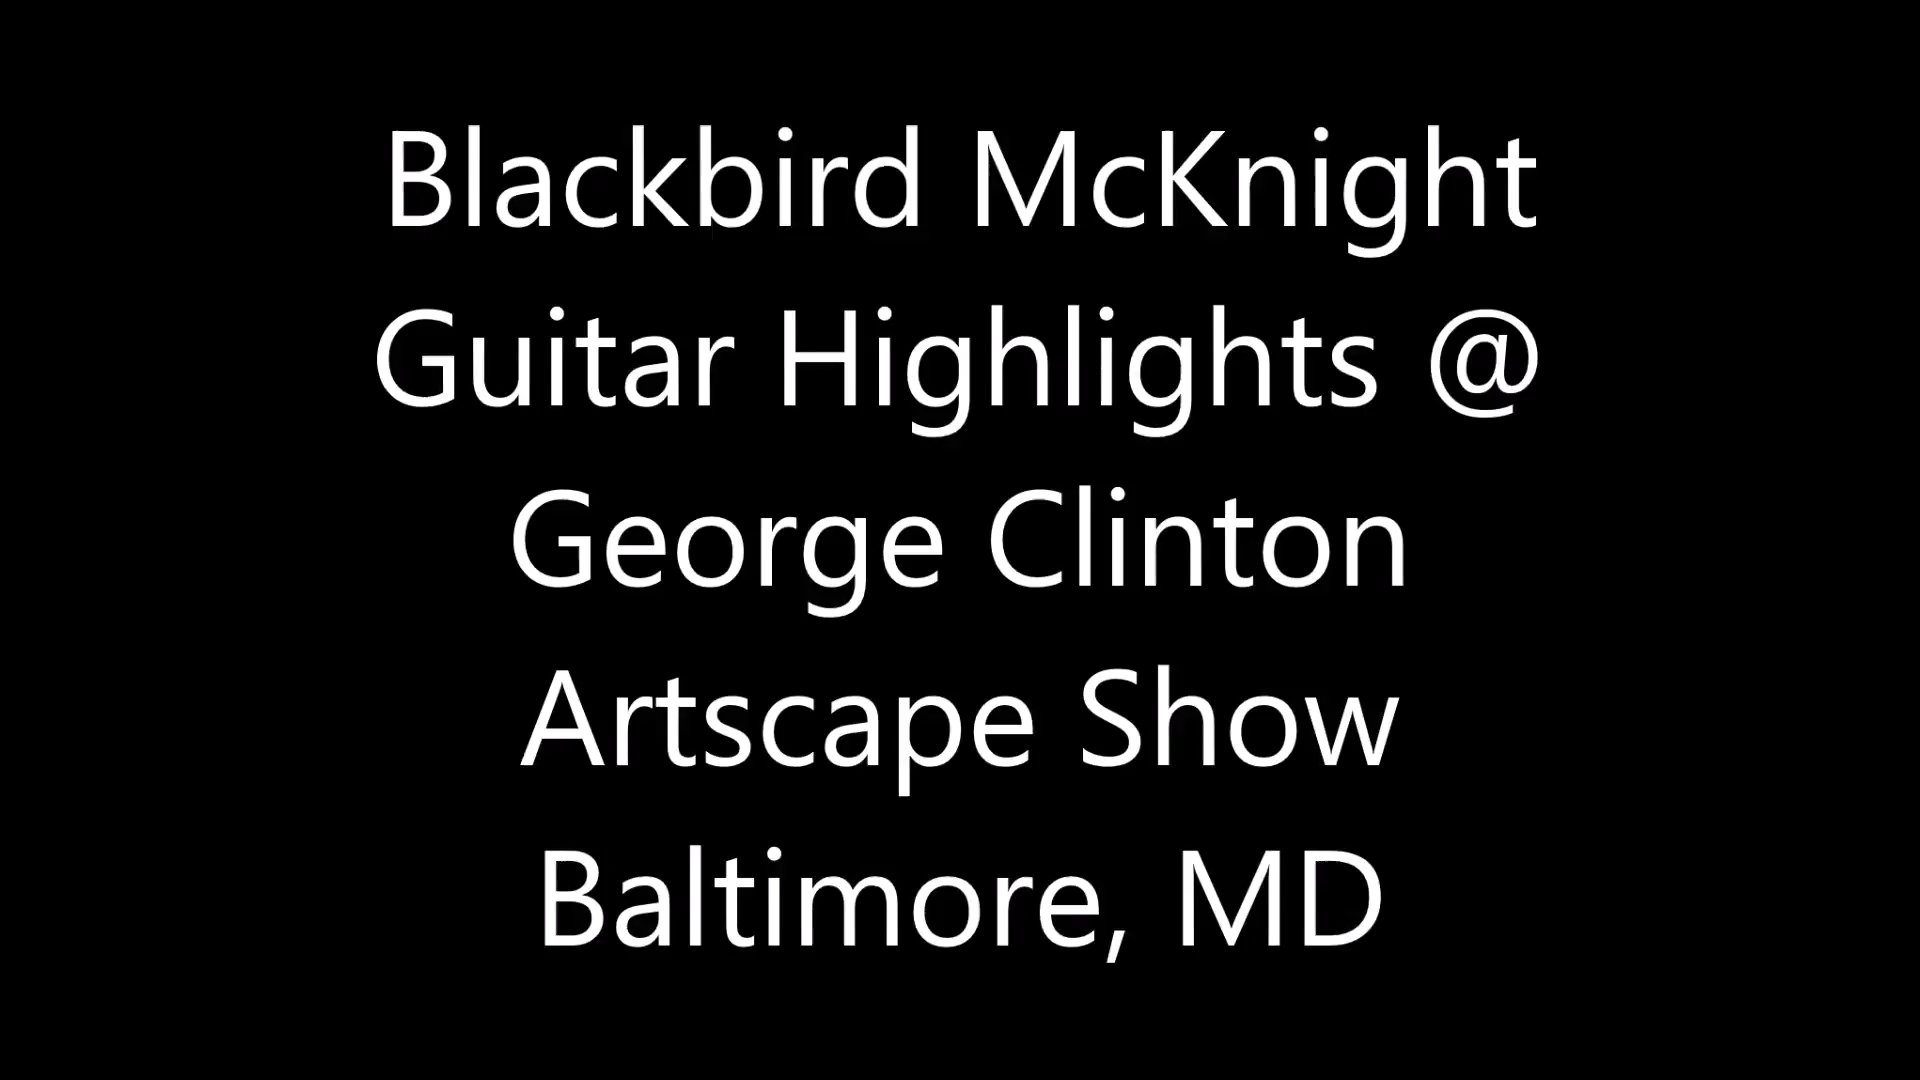 Blackbird McKnight
Guitar Highlights @
George Clinton
Artscape Show
Baltimore, MD